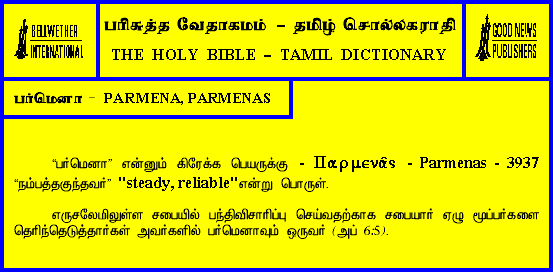 BELLWETHER
INTERNATIONAL
பரிசுத்த வேதாகமம் – தமிழ் சொல்லகராதி
THE HOLY BIBLE – TAMIL DICTIONARY
GOOD NEWS
PUBLISHERS
பர்மெனா - PARMENA, PARMENAS
“பர்மெனா” என்னும் கிரேக்க பெயருக்கு - Παρμενᾶς - Parmenas - 3937
“நம்பத்தகுந்தவர்” "steady, reliable"என்று பொருள்.
எருசலேமிலுள்ள சபையில் பந்திவிசாரிப்பு செய்வதற்காக சபையார் ஏழு மூப்பர்களை
தெரிந்தெடுத்தார்கள் அவர்களில் பர்மெனாவும் ஒருவர் (அப் 6:5).